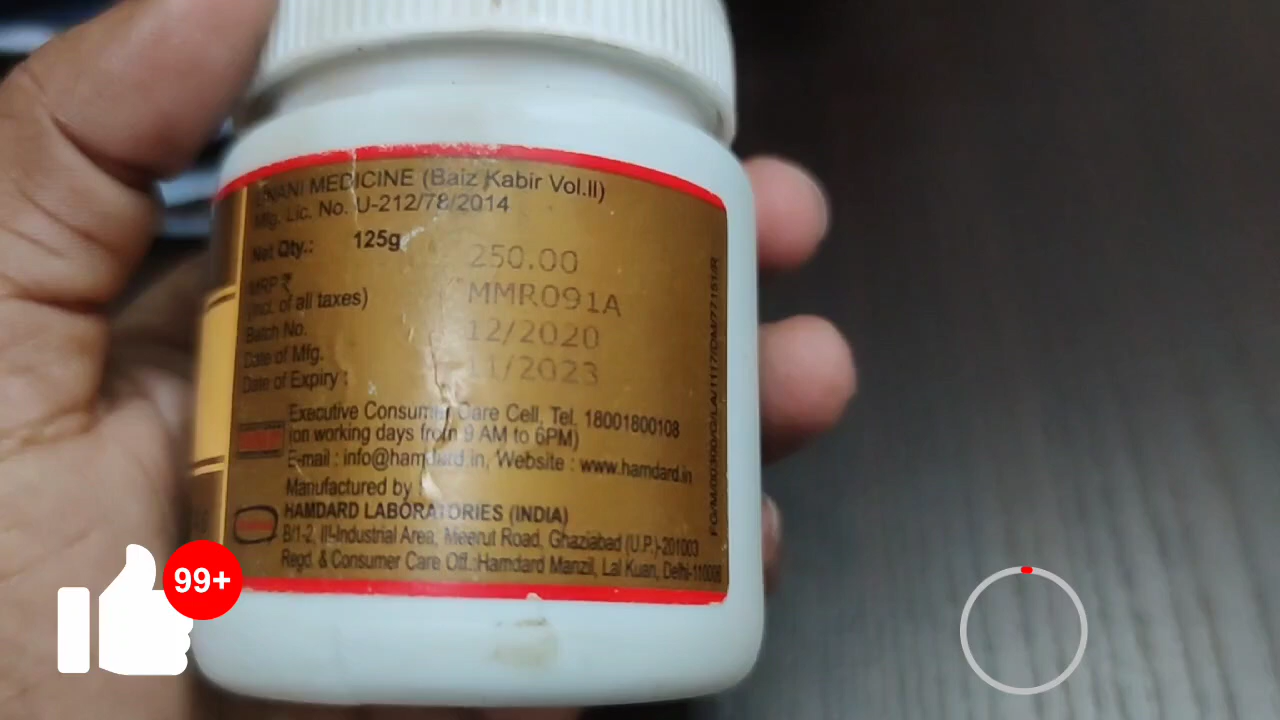 UNANI MEDICINE (Baiz Kabir Vol.II)
Mfg. Lic. No. U-212/78/2014
Net Qty.: 125g
250.00
MRP ₹
(incl. of all taxes)
MMR091A
Batch No.
12/2020
Date of Mfg.
11/2023
Date of Expiry :
Executive Consumer Care Cell, Tel. 18001800108
(on working days from 9 AM to 6PM)
E-mail : info@hamdard.in, Website : www.hamdard.in
Manufactured by :
HAMDARD LABORATORIES (INDIA)
B/1-2, III-Industrial Area, Meerut Road, Ghaziabad (U.P.)-201003
Regd. & Consumer Care Off.:Hamdard Manzil, Lal Kuan, Delhi-110006
99+